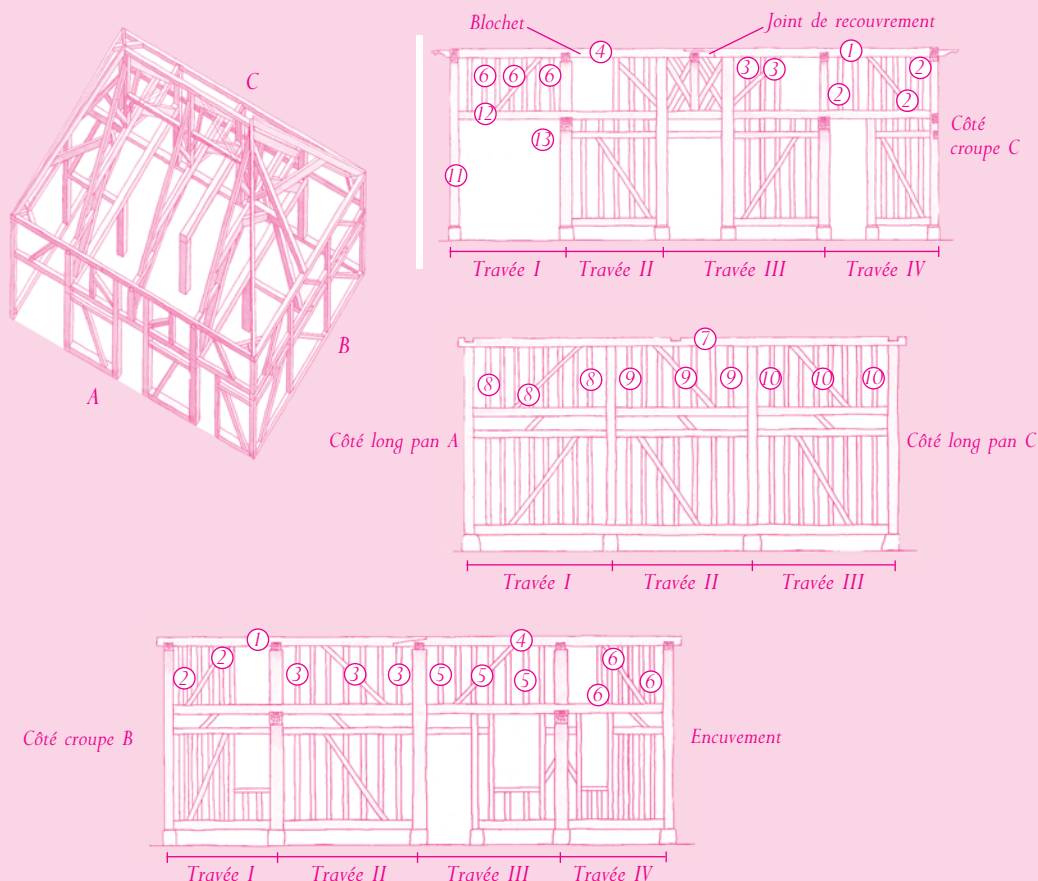 C
B
A
Blochet
Joint de recouvrement
4
1
6 6 6
3 3
2
2
2
12
13
11
Côté
croupe C
Travée I Travée II Travée III Travée IV
7
8 8 8 9 9 9 10 10 10
Côté long pan A
Côté long pan C
Travée I Travée II Travée III
1
4
2 2 3 3 3 5 5 5 6 6 6
Côté croupe B
Encuvement
Travée I Travée II Travée III Travée IV